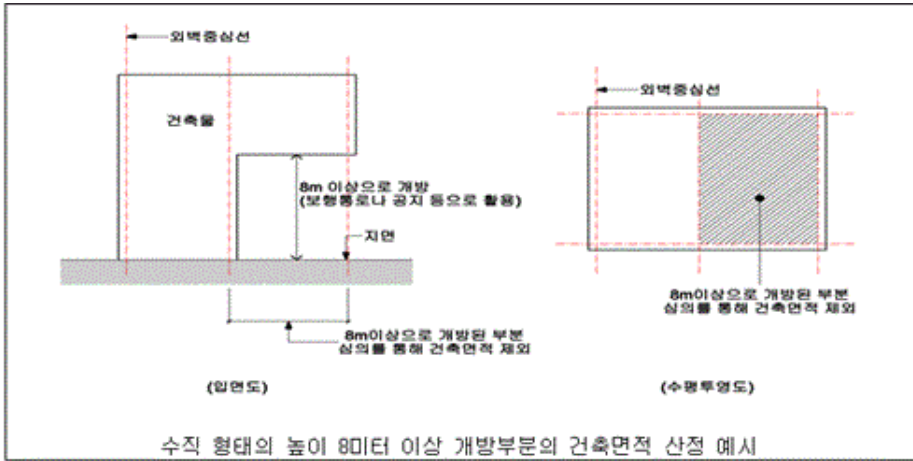 외벽중심선
건축물
8m 이상으로 개방
(보행통로나 공지 등으로 활용)
지면
8m이상으로 개방된 부분
심의를 통해 건축면적 제외
(입면도)
외벽중심선
8m이상으로 개방된 부분
심의를 통해 건축면적 제외
(수평투영도)
수직 형태의 높이 8미터 이상 개방부분의 건축면적 산정 예시